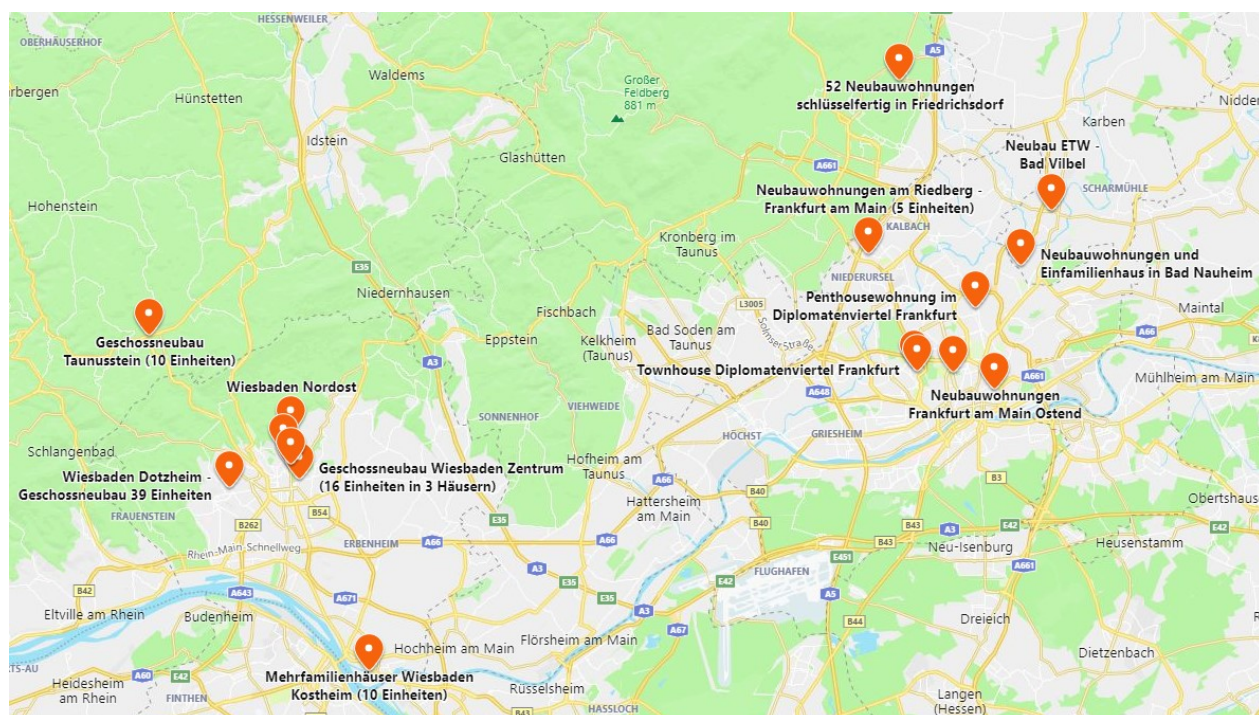 HESSENWEILER
OBERHÄUSERHOF
A5
52 Neubauwohnungen
schlüsselfertig in Friedrichsdorf
Waldems
Großer
Feldberg
881 m
Hünstetten
Karben
Idstein
Neubau ETW -
Bad Vilbel
Glashütten
A661
SCHARMÜHLE
Neubauwohnungen am Riedberg -
Frankfurt am Main (5 Einheiten)
KALBACH
Hohenstein
Kronberg im
Taunus
E35
Neubauwohnungen und
Einfamilienhaus in Bad Nauheim
NIEDERURSEL
Niedernhausen
Penthousewohnung im
Diplomatenviertel Frankfurt
L3005
Fischbach
Maintal
Solmser Straße
Bad Soden am
Taunus
A66
Geschossneubau
Taunusstein (10 Einheiten)
Eppstein
Kelkheim
(Taunus)
A3
Townhouse Diplomatenviertel Frankfurt
A661
Mühlheim am Main
Wiesbaden Nordost
A648
Neubauwohnungen
Frankfurt am Main Ostend
VIEHWEIDE
SONNENHOF
HÖCHST
GRIESHEIM
Schlangenbad
Hofheim am
Taunus
Geschossneubau Wiesbaden Zentrum
(16 Einheiten in 3 Häusern)
Wiesbaden Dotzheim -
Geschossneubau 39 Einheiten
A66
B3
B40
Hattersheim
am Main
FRAUENSTEIN
B54
E35
B262
B40
B43
A3
E42
E42
ERBENHEIM
A66
A66
Rhein-Main-Schnellweg
E451
B43
Neu-Isenburg
Heusenstamm
A3
E35
FLUGHAFEN
A661
E42
B42
A643
A671
E35
A5
Eltville am Rhein
Budenheim
A3
B44
Dreieich
A67
Flörsheim am Main
Hochheim am Main
Dietzenbach
E42
A60
Mehrfamilienhäuser Wiesbaden
Kostheim (10 Einheiten)
Heidesheim
am Rhein
FINTHEN
Rüsselsheim
Langen
(Hessen)
HASSLOCH
B43